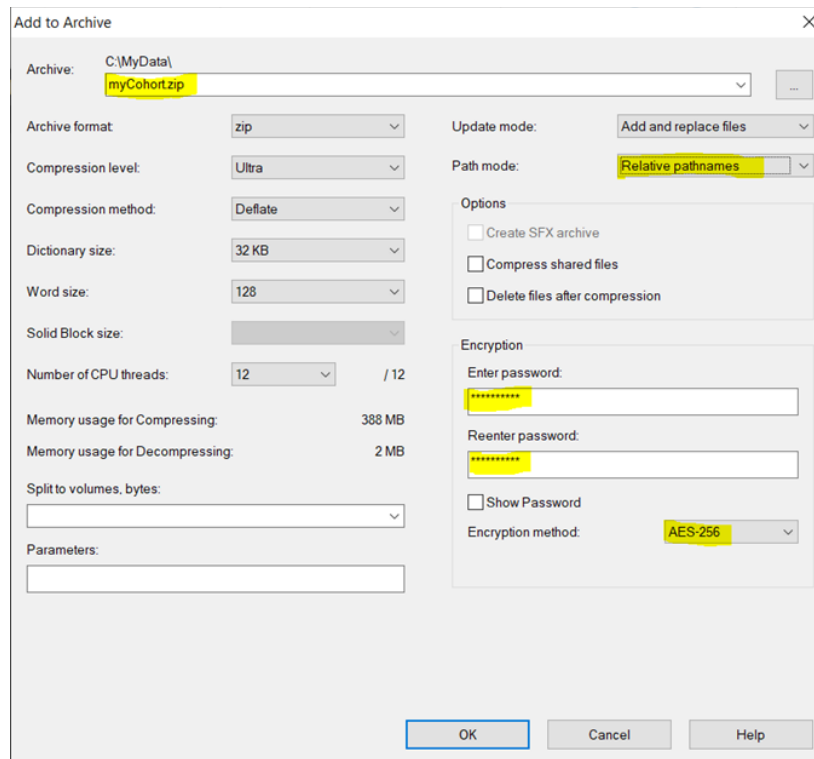 Add to Archive
Archive:
C:\MyData\
myCohort.zip
...
Archive format:
zip
Compression level:
Ultra
Compression method:
Deflate
Dictionary size:
32 KB
Word size:
128
Solid Block size:
Number of CPU threads:
12
/ 12
Memory usage for Compressing:
388 MB
Memory usage for Decompressing:
2 MB
Split to volumes, bytes:
Parameters:
Update mode:
Add and replace files
Path mode:
Relative pathnames
Options
Create SFX archive
Compress shared files
Delete files after compression
Encryption
Enter password:
**********
Reenter password:
**********
Show Password
Encryption method:
AES-256
OK
Cancel
Help